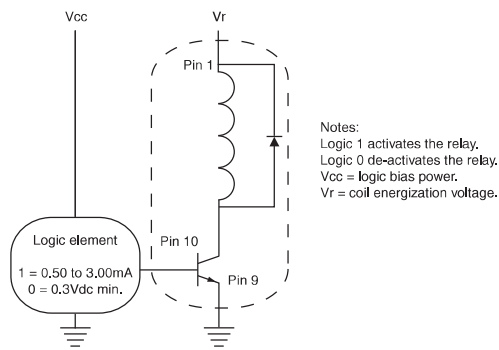 Vcc
Vr
Pin 1
Notes:
Logic 1 activates the relay.
Logic 0 de-activates the relay.
Vcc = logic bias power.
Vr = coil energization voltage.
Logic element
1 = 0.50 to 3.00mA
0 = 0.3Vdc min.
Pin 10
Pin 9